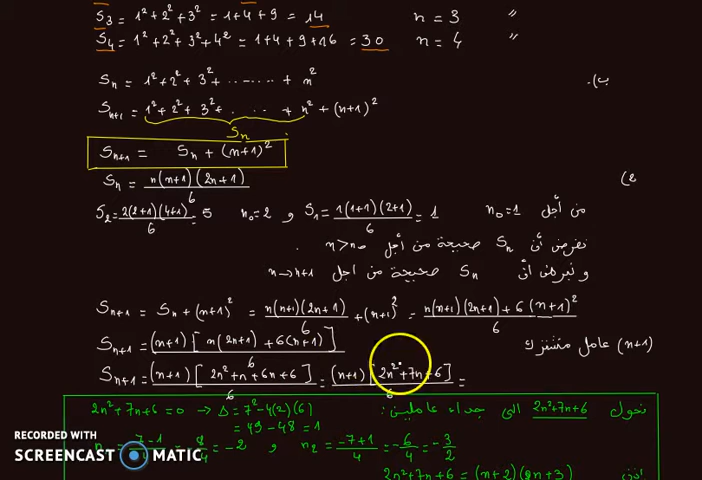 S₃ = 1² + 2² + 3² = 1+4+9 = 14 n = 3 "
S₄ = 1² + 2² + 3² + 4² = 1+4+9+16 = 30 n = 4 "
Sₙ = 1² + 2² + 3² + ........ + n² ب).
Sₙ₊₁ = 1² + 2² + 3² + . .. + n² + (n+1)²
Sₙ
Sₙ₊₁ = Sₙ + (n+1)²
Sₙ = n(n+1)(2n+1)/6
S₂ = 2(2+1)(4+1)/6 = 5 n₀=2 و S₁ = 1(1+1)(2+1)/6 = 1 n₀=1 من أجل
نفرض أن Sₙ صحيحة من أجل n>n₀ .
و نبرهن أن Sₙ صحيحة من اجل n→n+1
Sₙ₊₁ = Sₙ + (n+1)² = n(n+1)(2n+1)/6 + (n+1)² = n(n+1)(2n+1) + 6(n+1)²/6
Sₙ₊₁ = (n+1)[n(2n+1) + 6(n+1)]/6 (n+1) عامل مشترك
Sₙ₊₁ = (n+1)[2n²+n+6n+6]/6 = (n+1)[2n²+7n+6]/6 =
2n²+7n+6=0 → Δ = 7²-4(2)(6) نحول 2n²+7n+6 الى جداء عاملين:
= 49 - 48 = 1
-7-1/4 = 8/4 = -2 و n₂ = -7+1/4 = -6/4 = -3/2
2n²+7n+6 = (n+2)(2n+3) إذن
RECORDED WITH
SCREENCAST MATIC